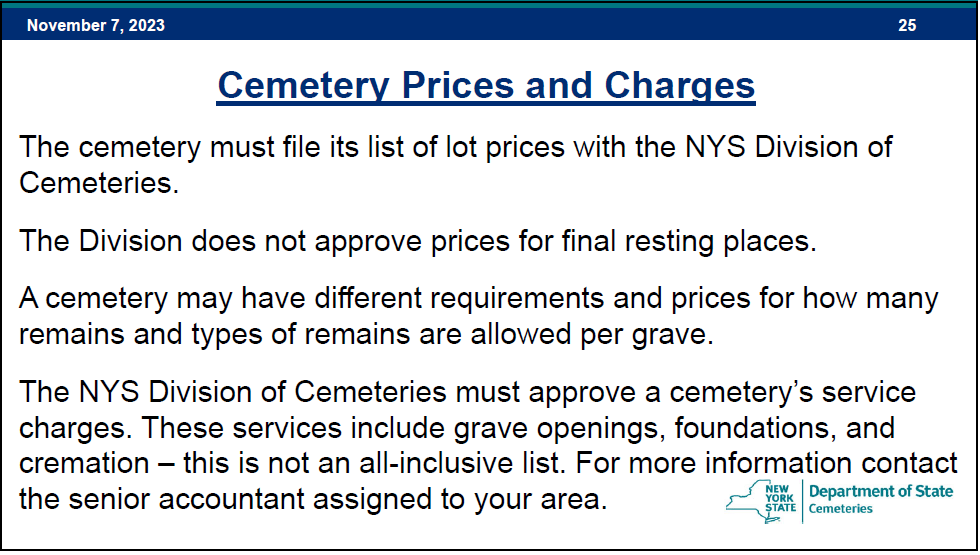 November 7, 2023 25
Cemetery Prices and Charges
The cemetery must file its list of lot prices with the NYS Division of
Cemeteries.
The Division does not approve prices for final resting places.
A cemetery may have different requirements and prices for how many
remains and types of remains are allowed per grave.
The NYS Division of Cemeteries must approve a cemetery’s service
charges. These services include grave openings, foundations, and
cremation – this is not an all-inclusive list. For more information contact
the senior accountant assigned to your area.
NEW
YORK
STATE
Department of State
Cemeteries